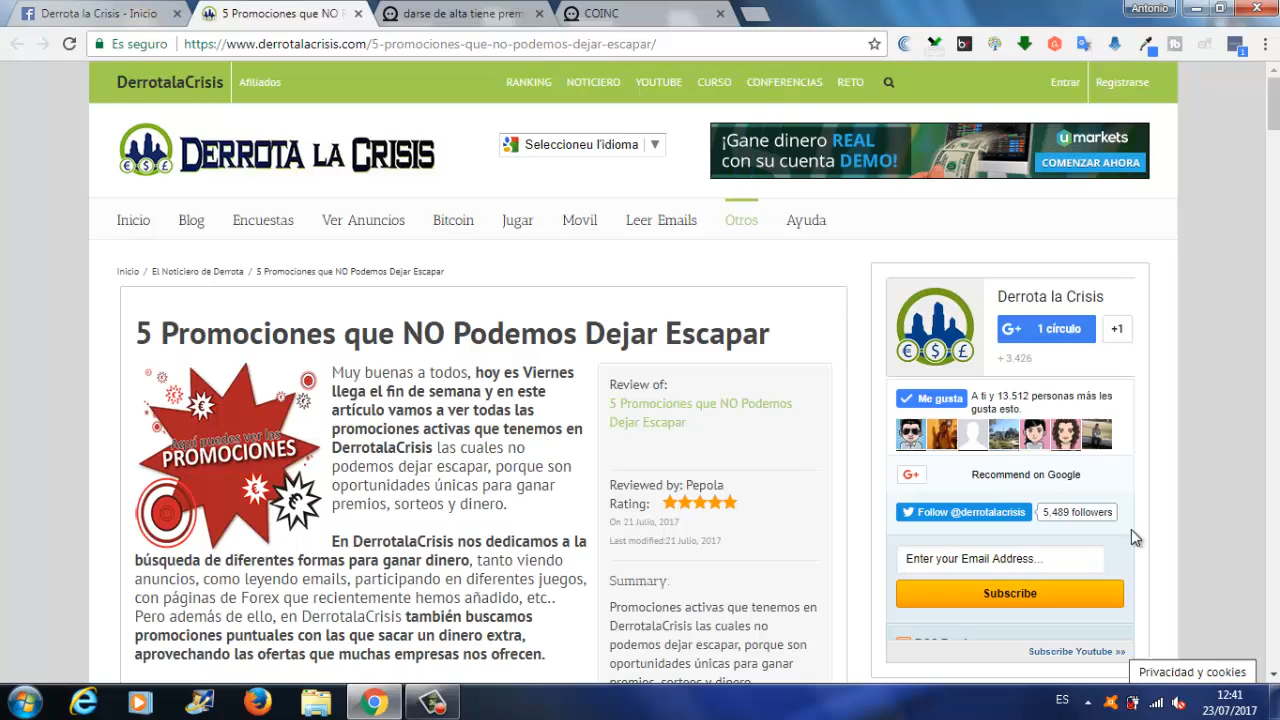 Derrota la Crisis - Inicio
5 Promociones que NO P
darse de alta tiene prem
COINC
Antonio
Es seguro
https://www.derrotalacrisis.com/5-promociones-que-no-podemos-dejar-escapar/
DerrotalaCrisis
Afiliados
RANKING NOTICIERO YOUTUBE CURSO CONFERENCIAS RETO
Entrar
Registrarse
DERROTA LA CRISIS
Seleccioneu l'idioma
¡Gane dinero REAL
con su cuenta DEMO!
umarkets
COMENZAR AHORA
Inicio Blog Encuestas Ver Anuncios Bitcoin Jugar Movil Leer Emails Otros Ayuda
Inicio / El Noticiero de Derrota / 5 Promociones que NO Podemos Dejar Escapar
5 Promociones que NO Podemos Dejar Escapar
Aqui puedes ver las
PROMOCIONES
Muy buenas a todos, hoy es Viernes
llega el fin de semana y en este
artículo vamos a ver todas las
promociones activas que tenemos en
DerrotalaCrisis las cuales no
podemos dejar escapar, porque son
oportunidades únicas para ganar
premios, sorteos y dinero.
En DerrotalaCrisis nos dedicamos a la
búsqueda de diferentes formas para ganar dinero, tanto viendo
anuncios, como leyendo emails, participando en diferentes juegos,
con páginas de Forex que recientemente hemos añadido, etc..
Pero además de ello, en DerrotalaCrisis también buscamos
promociones puntuales con las que sacar un dinero extra,
aprovechando las ofertas que muchas empresas nos ofrecen.
Review of:
5 Promociones que NO Podemos
Dejar Escapar
Reviewed by: Pepola
Rating:
On 21 Julio, 2017
Last modified:21 Julio, 2017
Summary:
Promociones activas que tenemos en
DerrotalaCrisis las cuales no
podemos dejar escapar, porque son
oportunidades únicas para ganar
premios, sorteos y dinero.
Derrota la Crisis
G+ 1 círculo
+1
+ 3.426
Me gusta
A ti y 13.512 personas más les
gusta esto.
G+ Recommend on Google
Follow @derrotalacrisis
5,489 followers
Enter your Email Address...
Subscribe
Subscribe Youtube »»
Privacidad y cookies
ES
12:41
23/07/2017